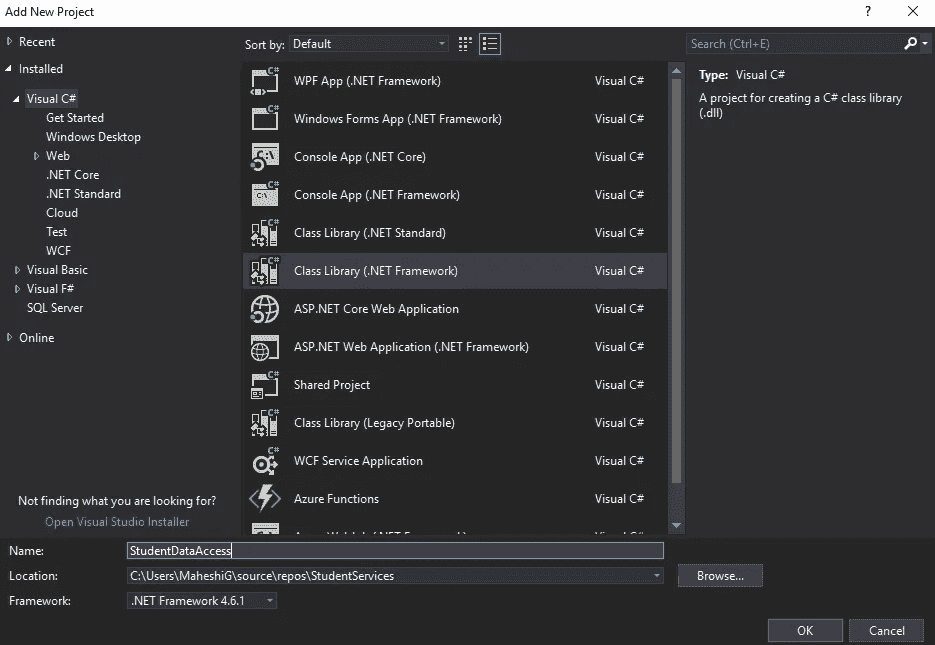 Add New Project ?
Recent
Installed
Visual C#
Get Started
Windows Desktop
Web
.NET Core
.NET Standard
Cloud
Test
WCF
Visual Basic
Visual F#
SQL Server
Online
Not finding what you are looking for?
Open Visual Studio Installer
Sort by: Default
WPF App (.NET Framework) Visual C#
Windows Forms App (.NET Framework) Visual C#
Console App (.NET Core) Visual C#
Console App (.NET Framework) Visual C#
Class Library (.NET Standard) Visual C#
Class Library (.NET Framework) Visual C#
ASP.NET Core Web Application Visual C#
ASP.NET Web Application (.NET Framework) Visual C#
Shared Project Visual C#
Class Library (Legacy Portable) Visual C#
WCF Service Application Visual C#
Azure Functions Visual C#
Search (Ctrl+E)
Type: Visual C#
A project for creating a C# class library
(.dll)
Name: StudentDataAccess
Location: C:\Users\MaheshiG\source\repos\StudentServices Browse...
Framework: .NET Framework 4.6.1
OK Cancel